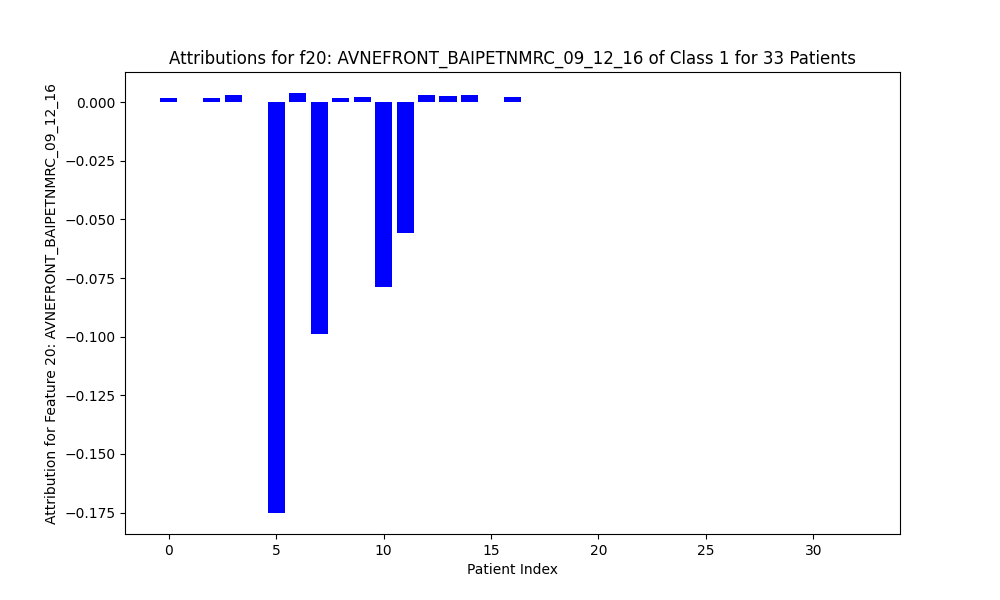 Attributions for f20: AVNEFRONT_BAIPETNMRC_09_12_16 of Class 1 for 33 Patients
Attribution for Feature 20: AVNEFRONT_BAIPETNMRC_09_12_16
0.000
−0.025
−0.050
−0.075
−0.100
−0.125
−0.150
−0.175
0 5 10 15 20 25 30
Patient Index